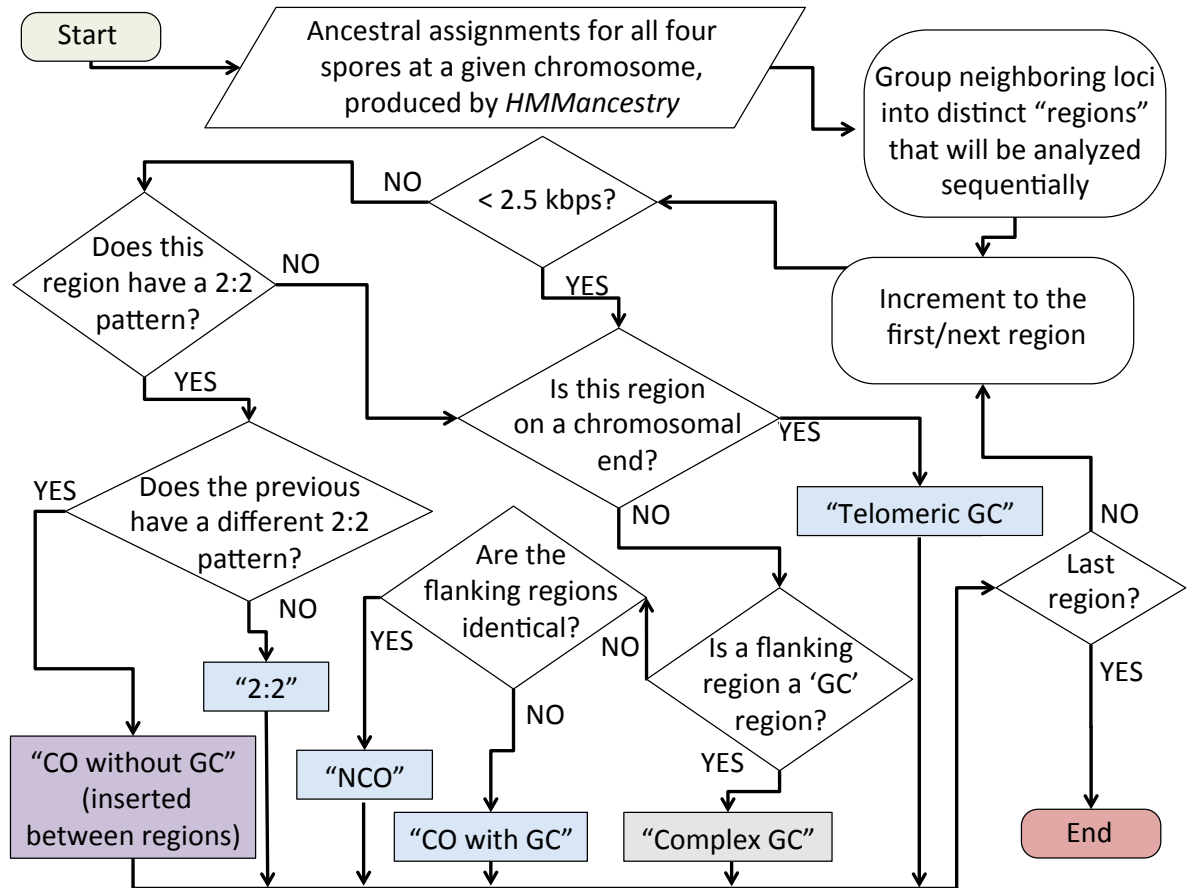 Start
Ancestral assignments for all four
spores at a given chromosome,
produced by HMMancestry
Group neighboring loci
into distinct “regions”
that will be analyzed
sequentially
< 2.5 kbps?
NO
YES
Increment to the
first/next region
Does this
region have a 2:2
pattern?
NO
YES
Is this region
on a chromosomal
end?
YES
NO
Does the previous
have a different 2:2
pattern?
YES
NO
“Telomeric GC”
Are the
flanking regions
identical?
YES
NO
Is a flanking
region a ‘GC’
region?
NO
YES
Last
region?
NO
YES
“2:2”
“CO without GC”
(inserted
between regions)
“NCO”
“CO with GC”
“Complex GC”
End